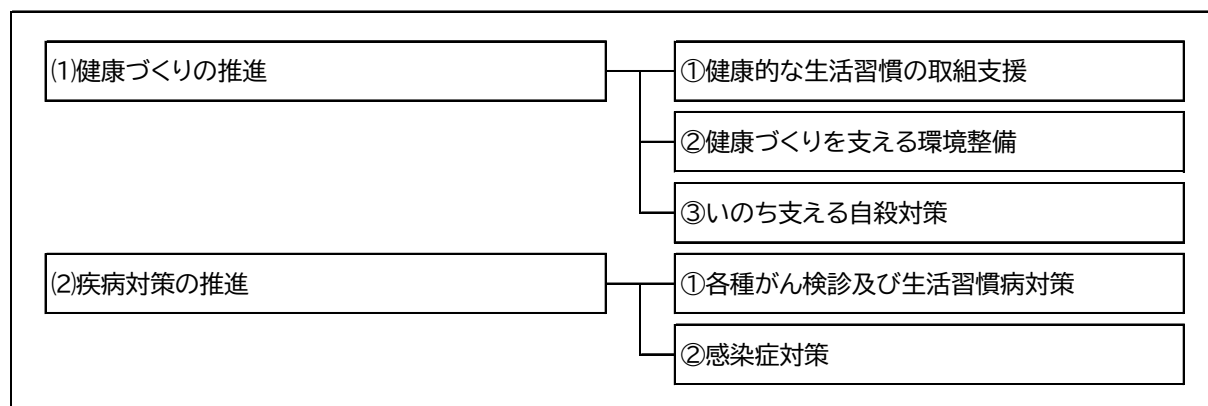 ⑴健康づくりの推進
①健康的な生活習慣の取組支援
②健康づくりを支える環境整備
③いのち支える自殺対策
⑵疾病対策の推進
①各種がん検診及び生活習慣病対策
②感染症対策